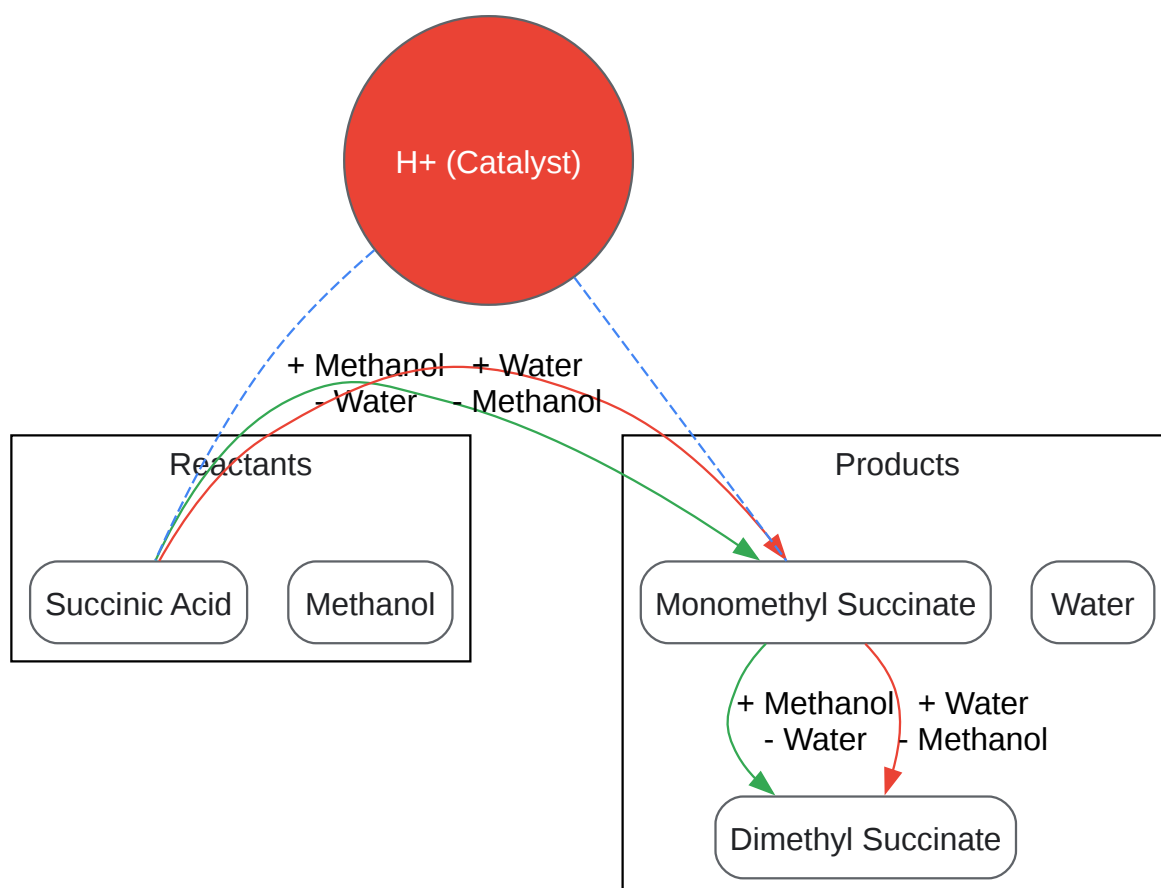 H+ (Catalyst)
+ Methanol
- Water
+ Water
- Methanol
Reactants
Products
Succinic Acid
Methanol
Monomethyl Succinate
Water
+ Methanol
- Water
+ Water
- Methanol
Dimethyl Succinate